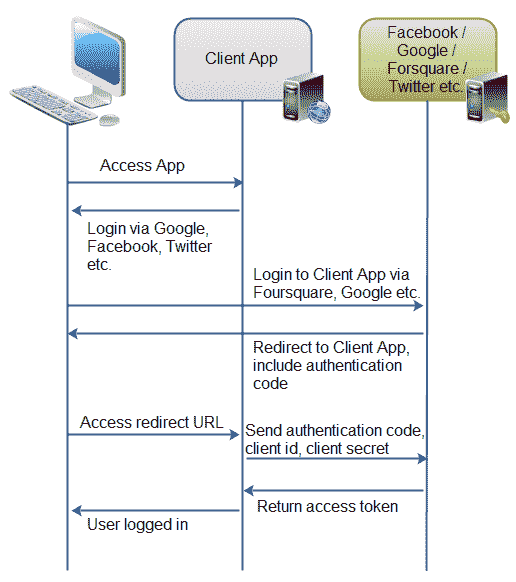 Client App
Facebook /
Google /
Forsquare /
Twitter etc.
Access App
Login via Google,
Facebook, Twitter
etc.
Login to Client App via
Foursquare, Google etc.
Redirect to Client App,
include authentication
code
Access redirect URL
Send authentication code,
client id, client secret
Return access token
User logged in